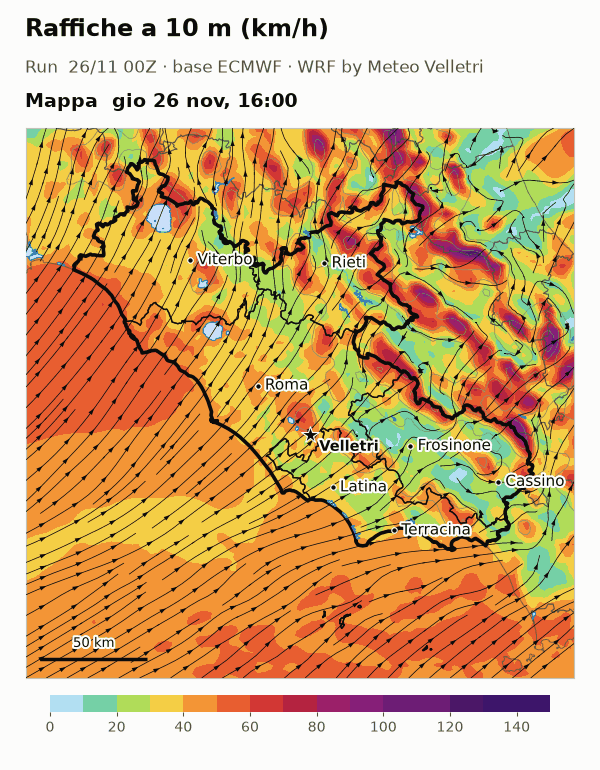 Raffiche a 10 m (km/h)
Run  26/11 00Z · base ECMWF · WRF by Meteo Velletri
Mappa  gio 26 nov, 16:00
Viterbo
Rieti
Roma
Velletri
Frosinone
Cassino
Latina
Terracina
50 km
0 20 40 60 80 100 120 140